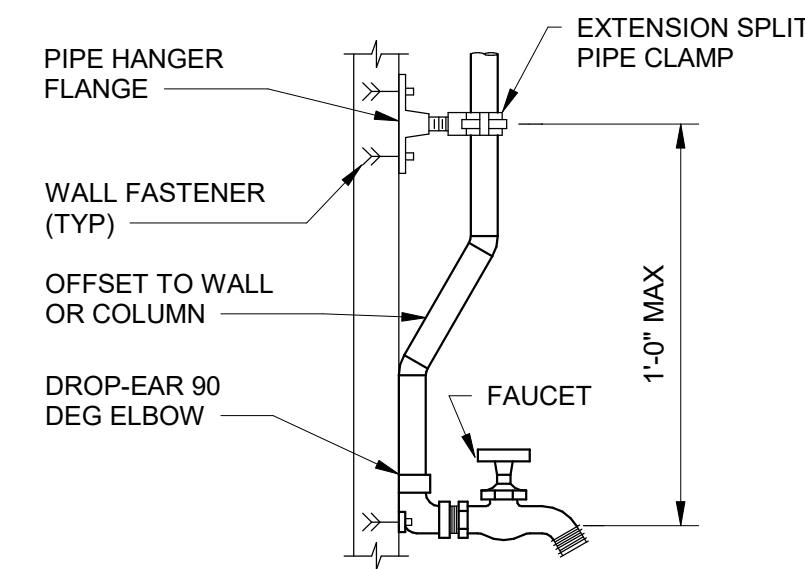 EXTENSION SPLIT
PIPE CLAMP
PIPE HANGER
FLANGE
WALL FASTENER
(TYP)
OFFSET TO WALL
OR COLUMN
1'-0" MAX
DROP-EAR 90
DEG ELBOW
FAUCET